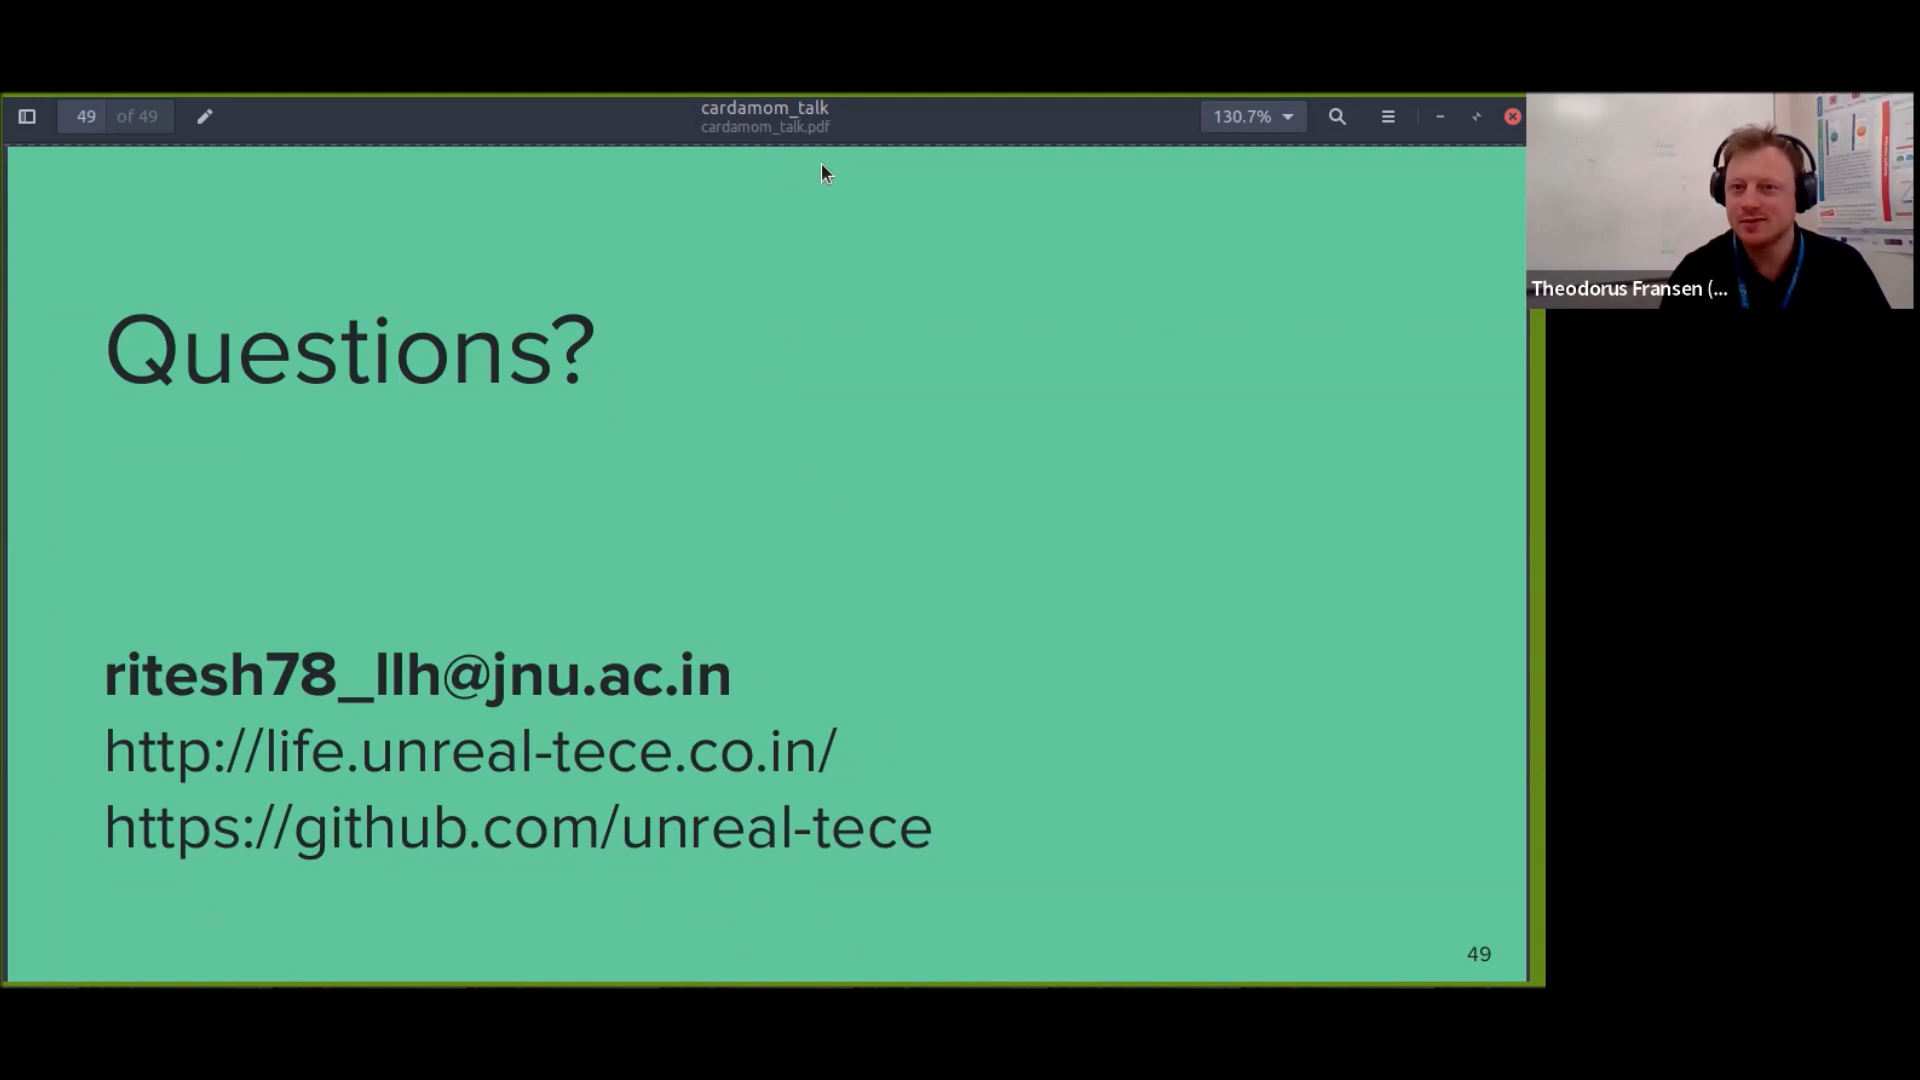 49 of 49
cardamom_talk
cardamom_talk.pdf
130.7%
Theodorus Fransen (...
Questions?
ritesh78_llh@jnu.ac.in
http://life.unreal-tece.co.in/
https://github.com/unreal-tece
49